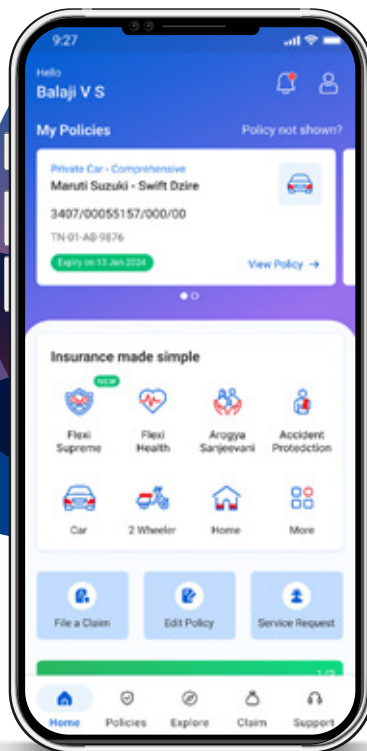 9:27
Hello
Balaji V S
My Policies
Policy not shown?
Private Car - Comprehensive
Maruti Suzuki - Swift Dzire
3407/00055157/000/00
TN-01-AB-9876
Expiry on 13 Jan 2024
View Policy →
Insurance made simple
NEW
Flexi
Supreme
Flexi
Health
Arogya
Sanjeevani
Accident
Protedction
Car
2 Wheeler
Home
More
File a Claim
Edit Policy
Service Request
1/3
Home
Policies
Explore
Claim
Support